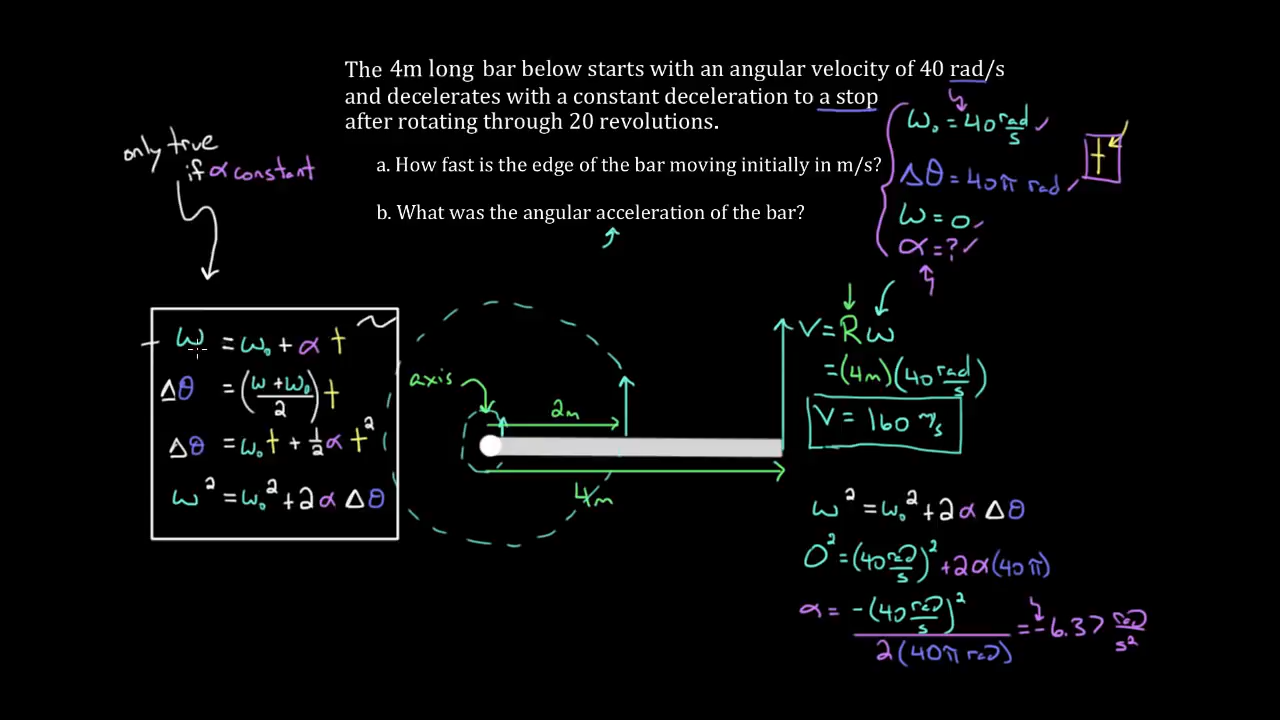 The 4m long bar below starts with an angular velocity of 40 rad/s
and decelerates with a constant deceleration to a stop
after rotating through 20 revolutions.
a. How fast is the edge of the bar moving initially in m/s?
b. What was the angular acceleration of the bar?
ω₀ = 40 rad/s
Δθ = 40π rad
ω = 0
α = ?
t
only true
if α constant
ω = ω₀ + αt
Δθ = ((ω + ω₀)/2) t
Δθ = ω₀t + ½αt²
ω² = ω₀² + 2αΔθ
axis
2m
4m
V = Rω
= (4m)(40 rad/s)
V = 160 m/s
ω² = ω₀² + 2αΔθ
0² = (40 rad/s)² + 2α(40π)
α = -(40 rad/s)² / 2(40π rad) = -6.37 rad/s²